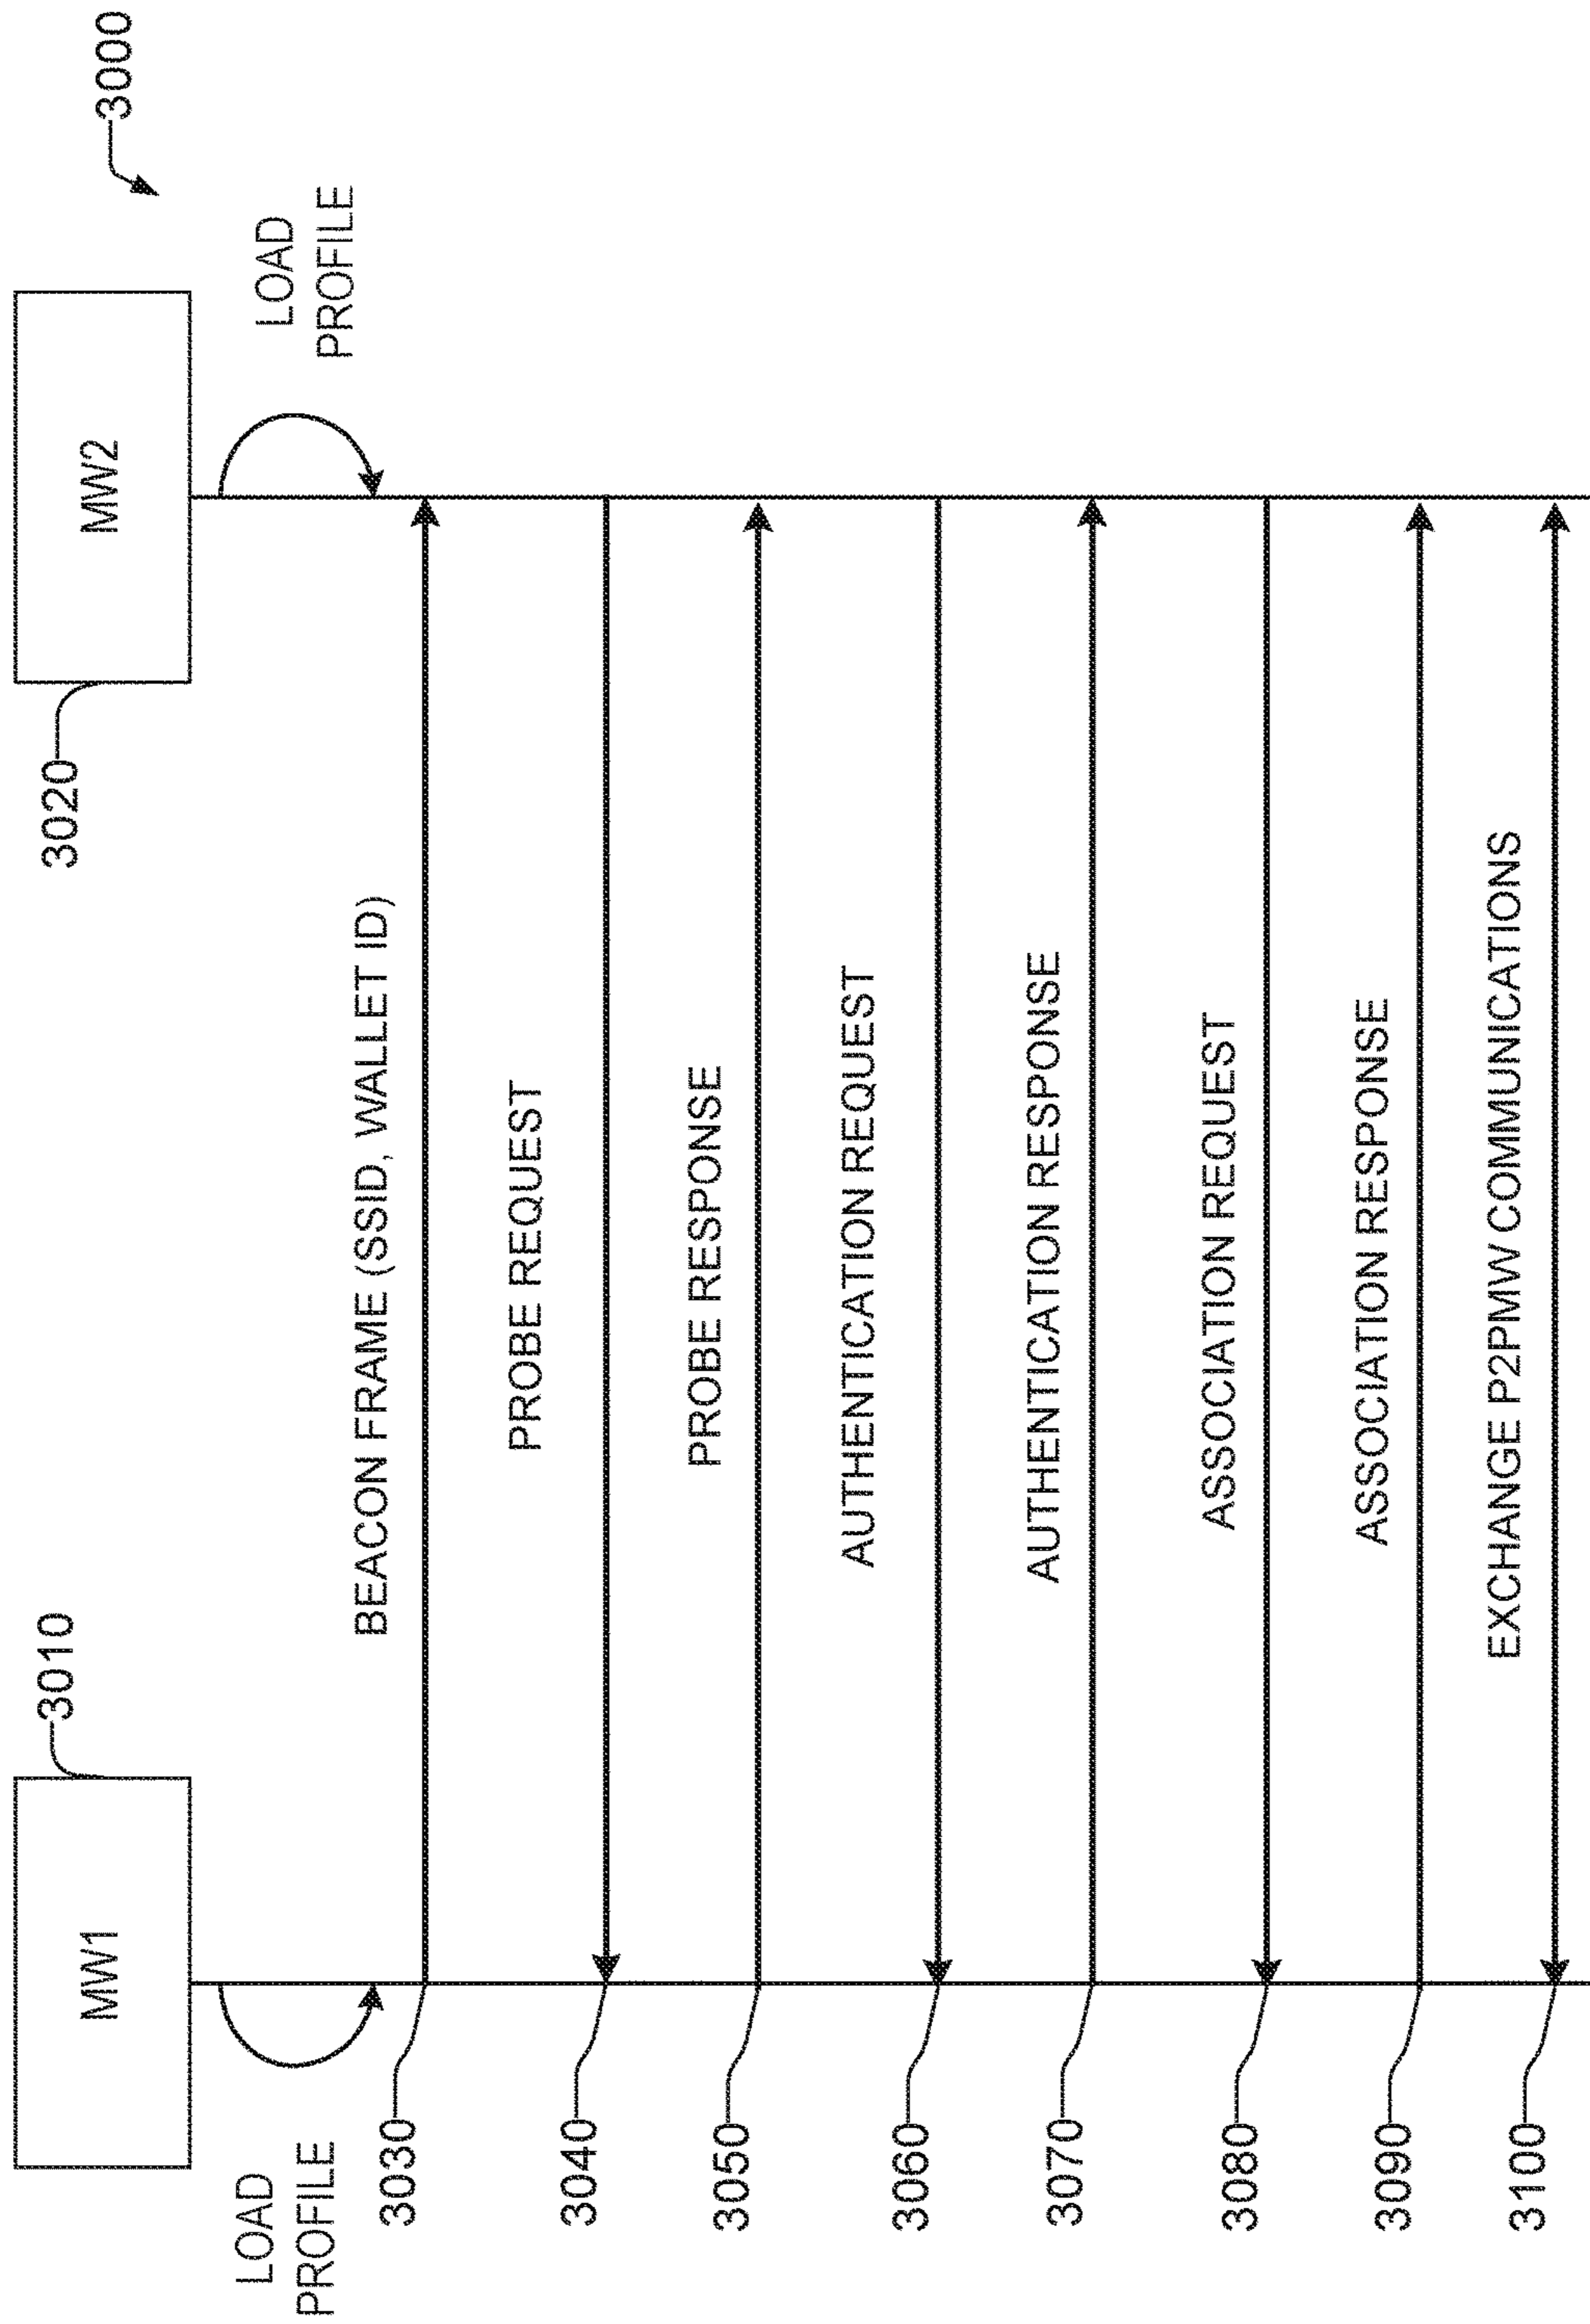 3000
MW1
3010
3020
MW2
LOAD
PROFILE
LOAD
PROFILE
3030
BEACON FRAME (SSID, WALLET ID)
3040
PROBE REQUEST
3050
PROBE RESPONSE
3060
AUTHENTICATION REQUEST
3070
AUTHENTICATION RESPONSE
3080
ASSOCIATION REQUEST
3090
ASSOCIATION RESPONSE
3100
EXCHANGE P2PMW COMMUNICATIONS